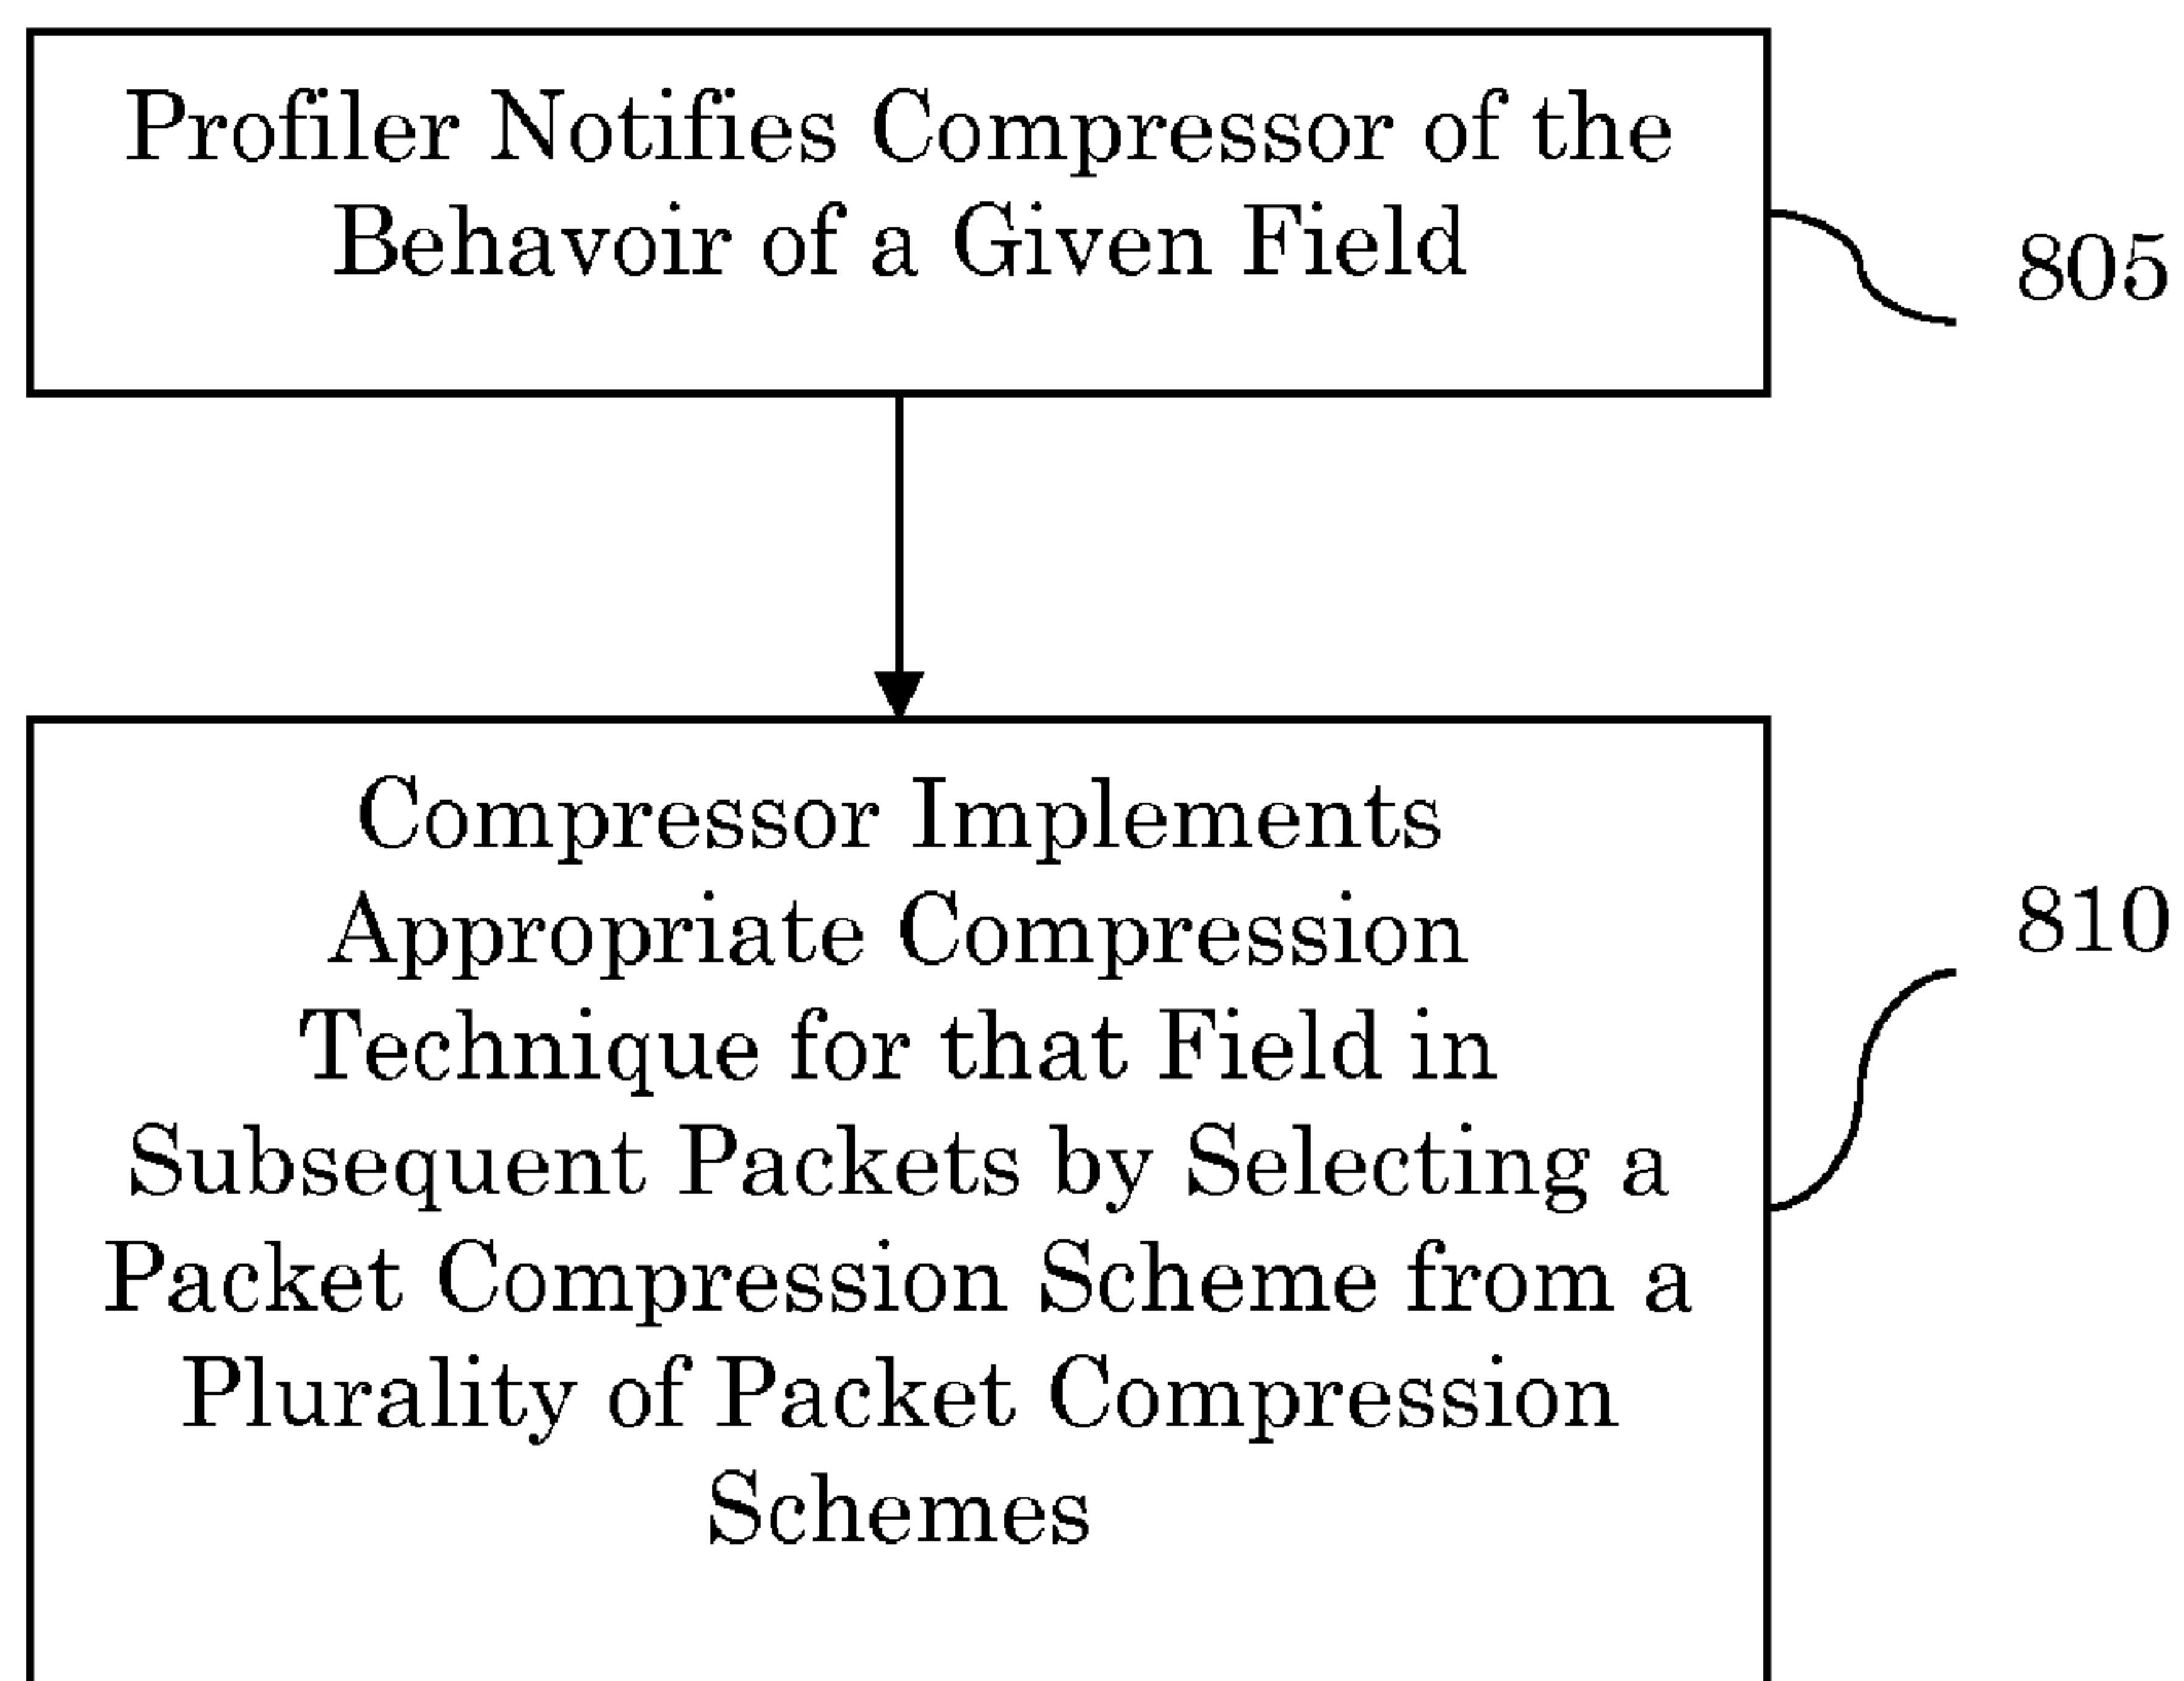 Profiler Notifies Compressor of the
Behavoir of a Given Field
805
Compressor Implements
Appropriate Compression
Technique for that Field in
Subsequent Packets by Selecting a
Packet Compression Scheme from a
Plurality of Packet Compression
Schemes
810